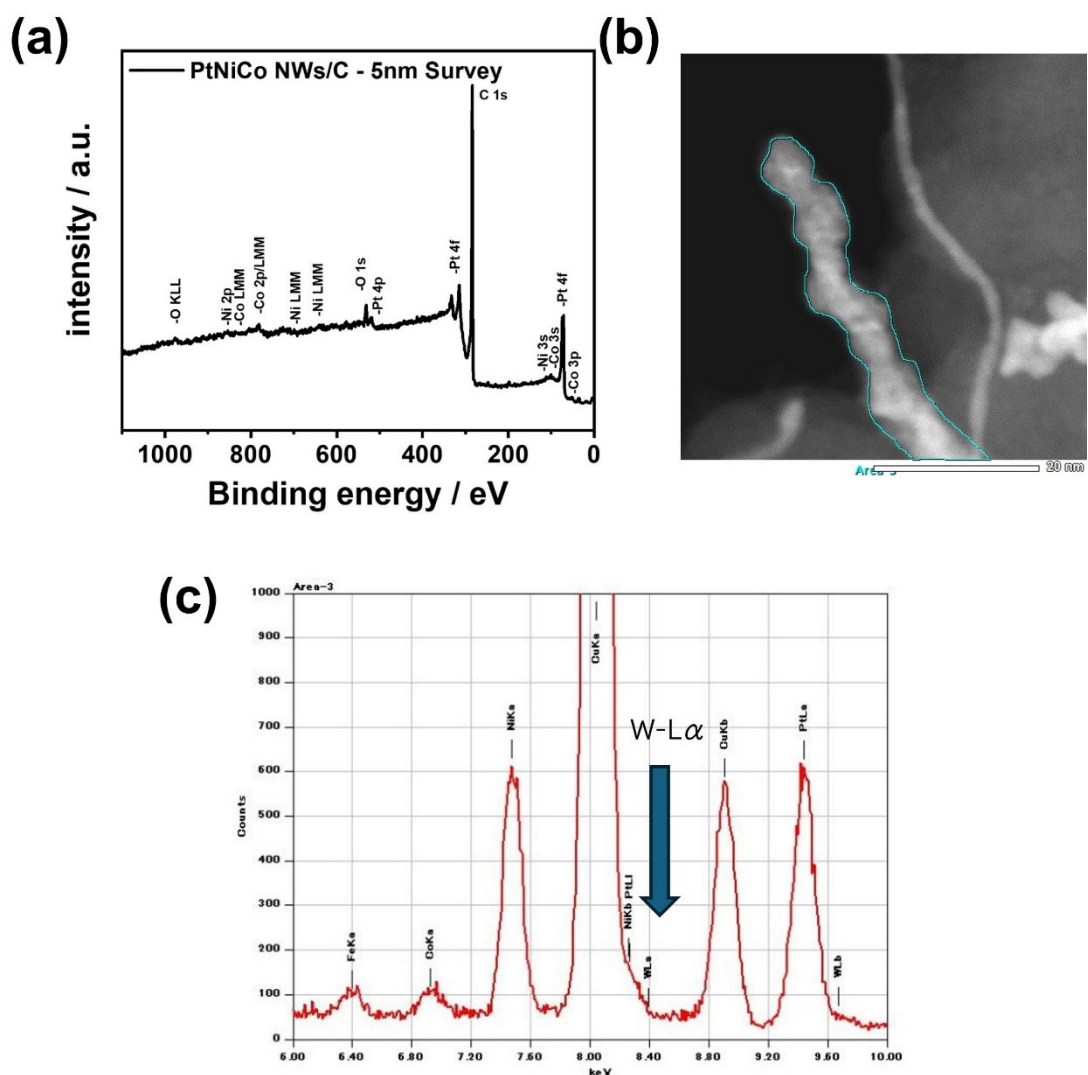 (a)
PtNiCo NWs/C - 5nm Survey
C 1s
-O KLL
-Ni 2p
-Co LMM
-Co 2p/LMM
-Ni LMM
-Ni LMM
-O 1s
-Pt 4p
-Pt 4f
-Ni 3s
-Co 3s
-Pt 4f
-Co 3p
intensity / a.u.
1000 800 600 400 200 0
Binding energy / eV
(b)
Area-3
20 nm
(c)
Area-3
1000
900
800
700
600
500
400
300
200
100
0
Counts
FeKa
CoKa
NiKa
CuKa
NiKb PtLl
WLa
W-Lα
CuKb
PtLa
WLb
6.00 6.40 6.80 7.20 7.60 8.00 8.40 8.80 9.20 9.60 10.00
keV